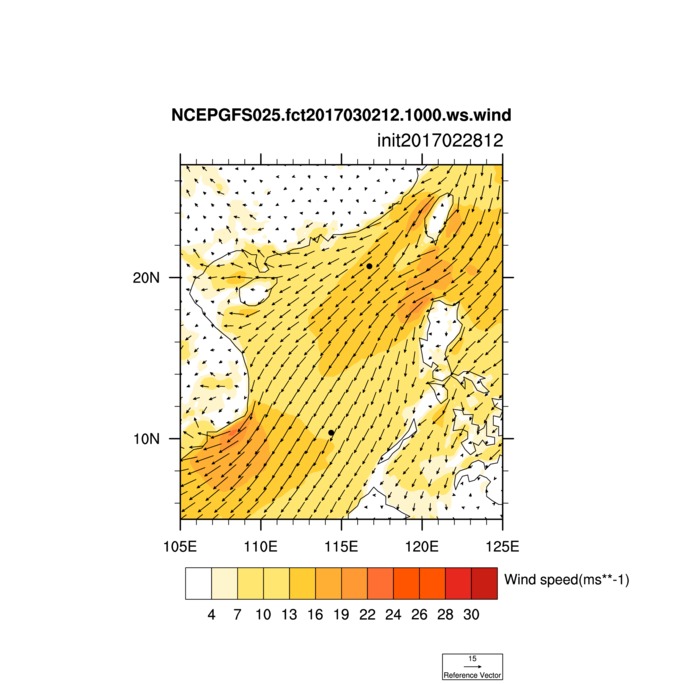 NCEPGFS025.fct2017030212.1000.ws.wind
init2017022812
20N
10N
105E 110E 115E 120E 125E
Wind speed(ms**-1)
4 7 10 13 16 19 22 24 26 28 30
15
Reference Vector